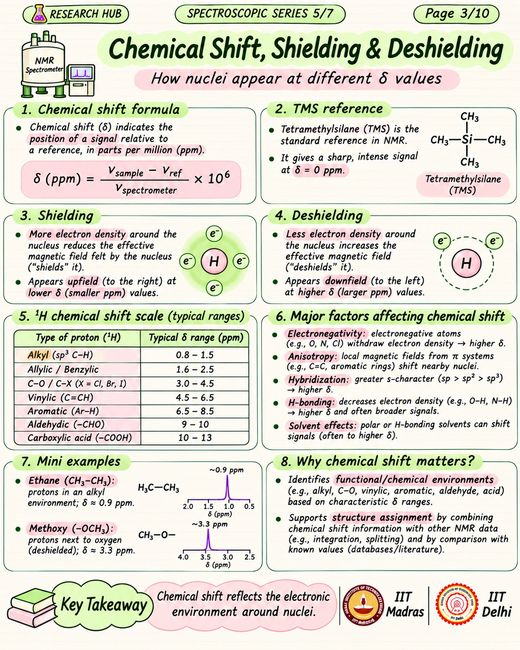 RESEARCH HUB
SPECTROSCOPIC SERIES 5/7
Page 3/10
NMR
Spectrometer
Chemical Shift, Shielding & Deshielding
How nuclei appear at different δ values
1. Chemical shift formula
• Chemical shift (δ) indicates the
position of a signal relative to
a reference, in parts per million (ppm).
δ (ppm) = (νsample – νref) / νspectrometer × 10⁶
2. TMS reference
• Tetramethylsilane (TMS) is the
standard reference in NMR.
• It gives a sharp, intense signal
at δ = 0 ppm.
CH₃
CH₃—Si—CH₃
CH₃
Tetramethylsilane
(TMS)
3. Shielding
• More electron density around the
nucleus reduces the effective
magnetic field felt by the nucleus
("shields" it).
• Appears upfield (to the right) at
lower δ (smaller ppm) values.
e⁻
e⁻ H e⁻
e⁻
4. Deshielding
• Less electron density around
the nucleus increases the
effective magnetic field
("deshields" it).
• Appears downfield (to the left)
at higher δ (larger ppm) values.
e⁻ e⁻
H
5. ¹H chemical shift scale (typical ranges)
Type of proton (¹H) Typical δ range (ppm)
Alkyl (sp³ C–H) 0.8 – 1.5
Allylic / Benzylic 1.6 – 2.5
C–O / C–X (X = Cl, Br, I) 3.0 – 4.5
Vinylic (C=CH) 4.5 – 6.5
Aromatic (Ar–H) 6.5 – 8.5
Aldehydic (–CHO) 9 – 10
Carboxylic acid (–COOH) 10 – 13
6. Major factors affecting chemical shift
• Electronegativity: electronegative atoms
(e.g., O, N, Cl) withdraw electron density → higher δ.
• Anisotropy: local magnetic fields from π systems
(e.g., C=C, aromatic rings) shift nearby nuclei.
• Hybridization: greater s-character (sp > sp² > sp³)
→ higher δ.
• H-bonding: decreases electron density (e.g., O–H, N–H)
→ higher δ and often broader signals.
• Solvent effects: polar or H-bonding solvents can shift
signals (often to higher δ).
7. Mini examples
• Ethane (CH₃–CH₃):
protons in an alkyl
environment; δ ≈ 0.9 ppm.
H₃C—CH₃
~0.9 ppm
2.0 1.5 1.0 0.5 0.0
δ (ppm)
• Methoxy (–OCH₃):
protons next to oxygen
(deshielded); δ ≈ 3.3 ppm.
CH₃—O—
~3.3 ppm
4.0 3.5 3.0 2.5
δ (ppm)
8. Why chemical shift matters?
• Identifies functional/chemical environments
(e.g., alkyl, C–O, vinylic, aromatic, aldehyde, acid)
based on characteristic δ ranges.
• Supports structure assignment by combining
chemical shift information with other NMR data
(e.g., integration, splitting) and by comparison with
known values (databases/literature).
Key Takeaway
Chemical shift reflects the electronic
environment around nuclei.
IIT
Madras
IIT
Delhi